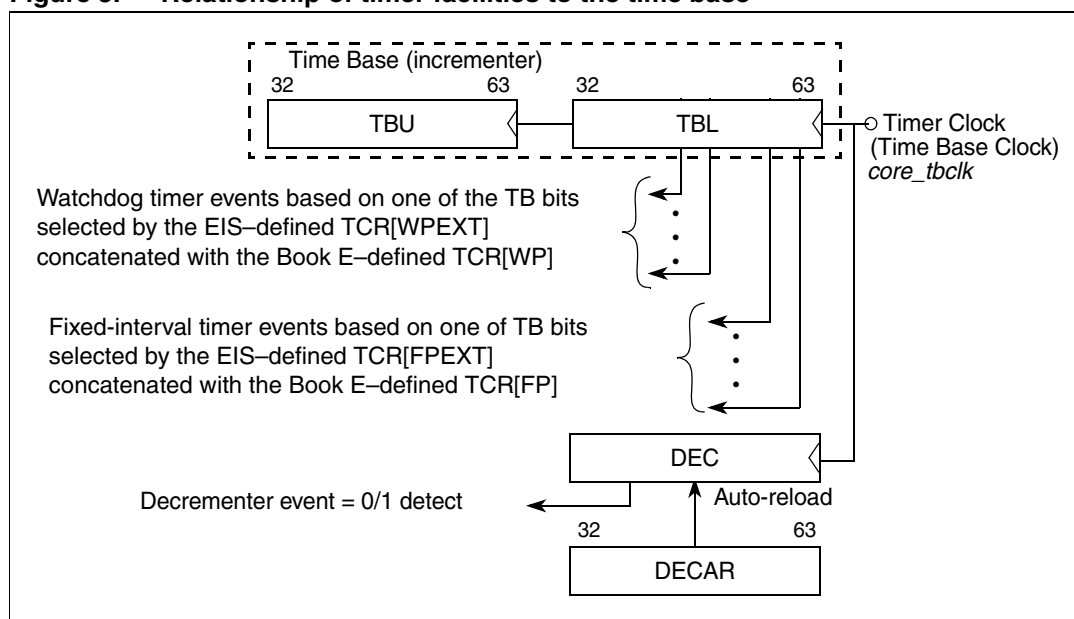 Figure 3. Relationship of timer facilities to the time base
Time Base (incrementer)
32 63 32 63
TBU TBL
Timer Clock
(Time Base Clock)
core_tbclk
Watchdog timer events based on one of the TB bits
selected by the EIS–defined TCR[WPEXT]
concatenated with the Book E–defined TCR[WP]
Fixed-interval timer events based on one of TB bits
selected by the EIS–defined TCR[FPEXT]
concatenated with the Book E–defined TCR[FP]
DEC
Decrementer event = 0/1 detect
Auto-reload
32 63
DECAR